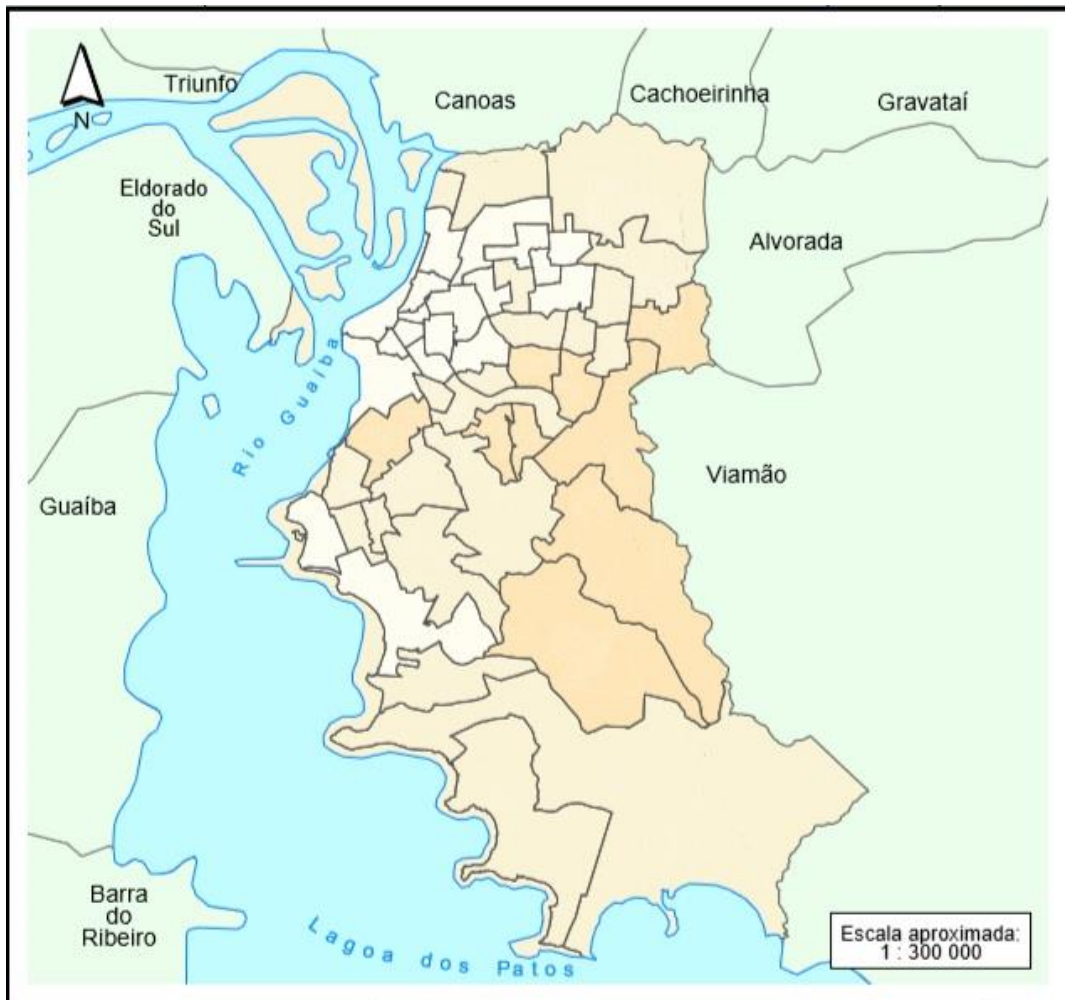 Triunfo
Canoas
Cachoeirinha
Gravataí
N
Eldorado
do
Sul
Alvorada
Rio Guaíba
Viamão
Guaíba
Barra
do
Ribeiro
Lagoa dos Patos
Escala aproximada:
1 : 300 000